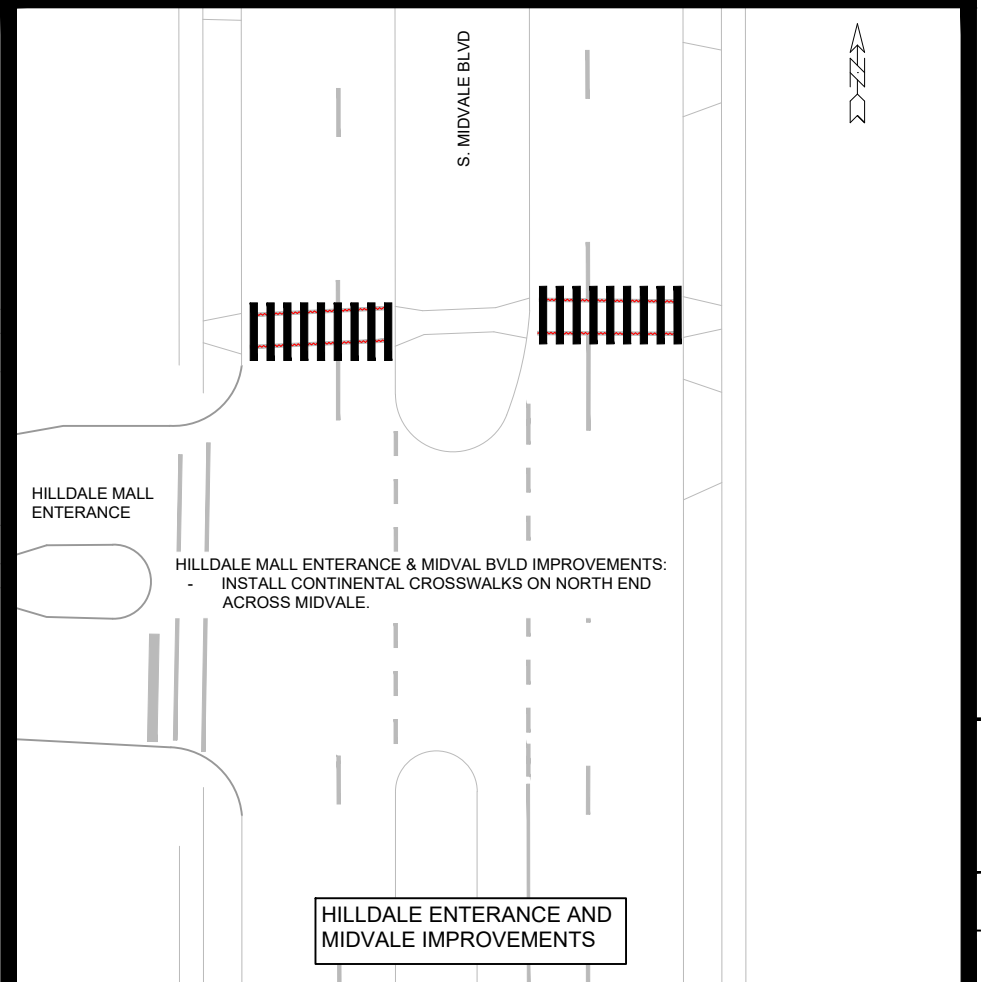 S. MIDVALE BLVD
N
HILLDALE MALL
ENTERANCE
HILLDALE MALL ENTERANCE & MIDVAL BVLD IMPROVEMENTS:
- INSTALL CONTINENTAL CROSSWALKS ON NORTH END
ACROSS MIDVALE.
HILLDALE ENTERANCE AND
MIDVALE IMPROVEMENTS